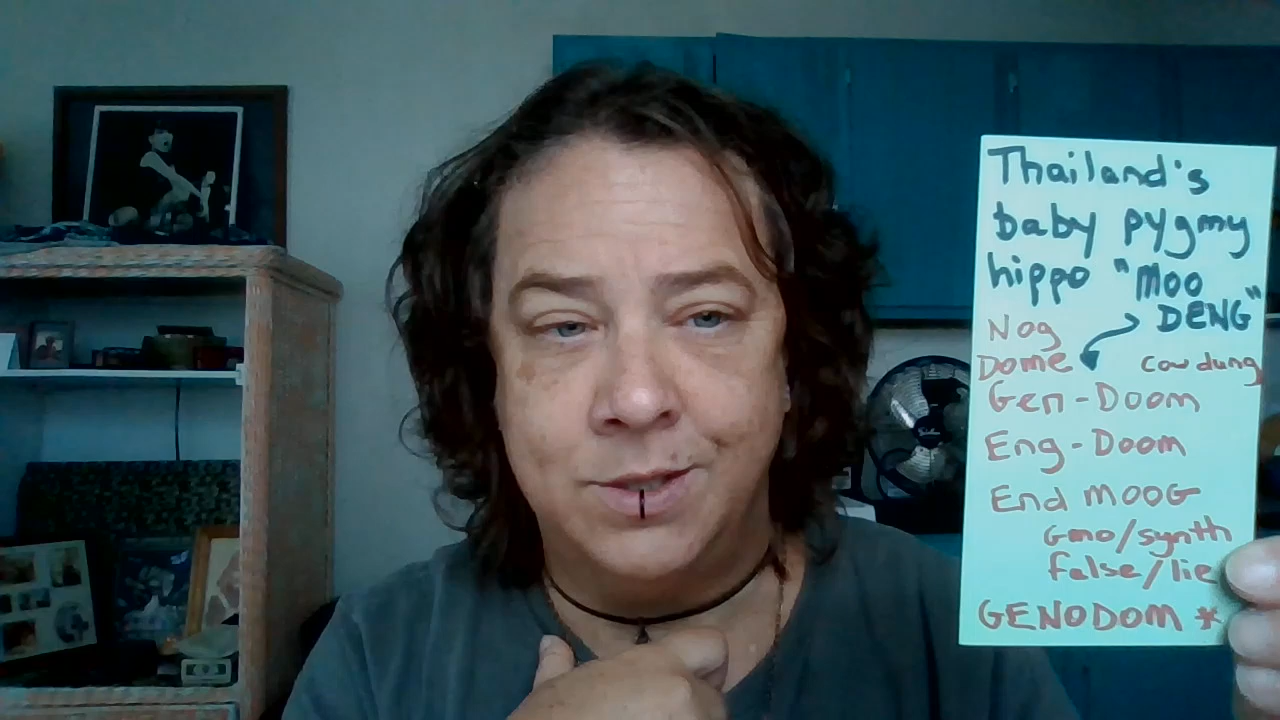 Thailand's
baby pygmy
hippo "MOO
DENG"
Nag
Dome cow dung
Gen-Doom
Eng-Doom
End MOOG
Gmo/synth
false/lie
GENODOM *